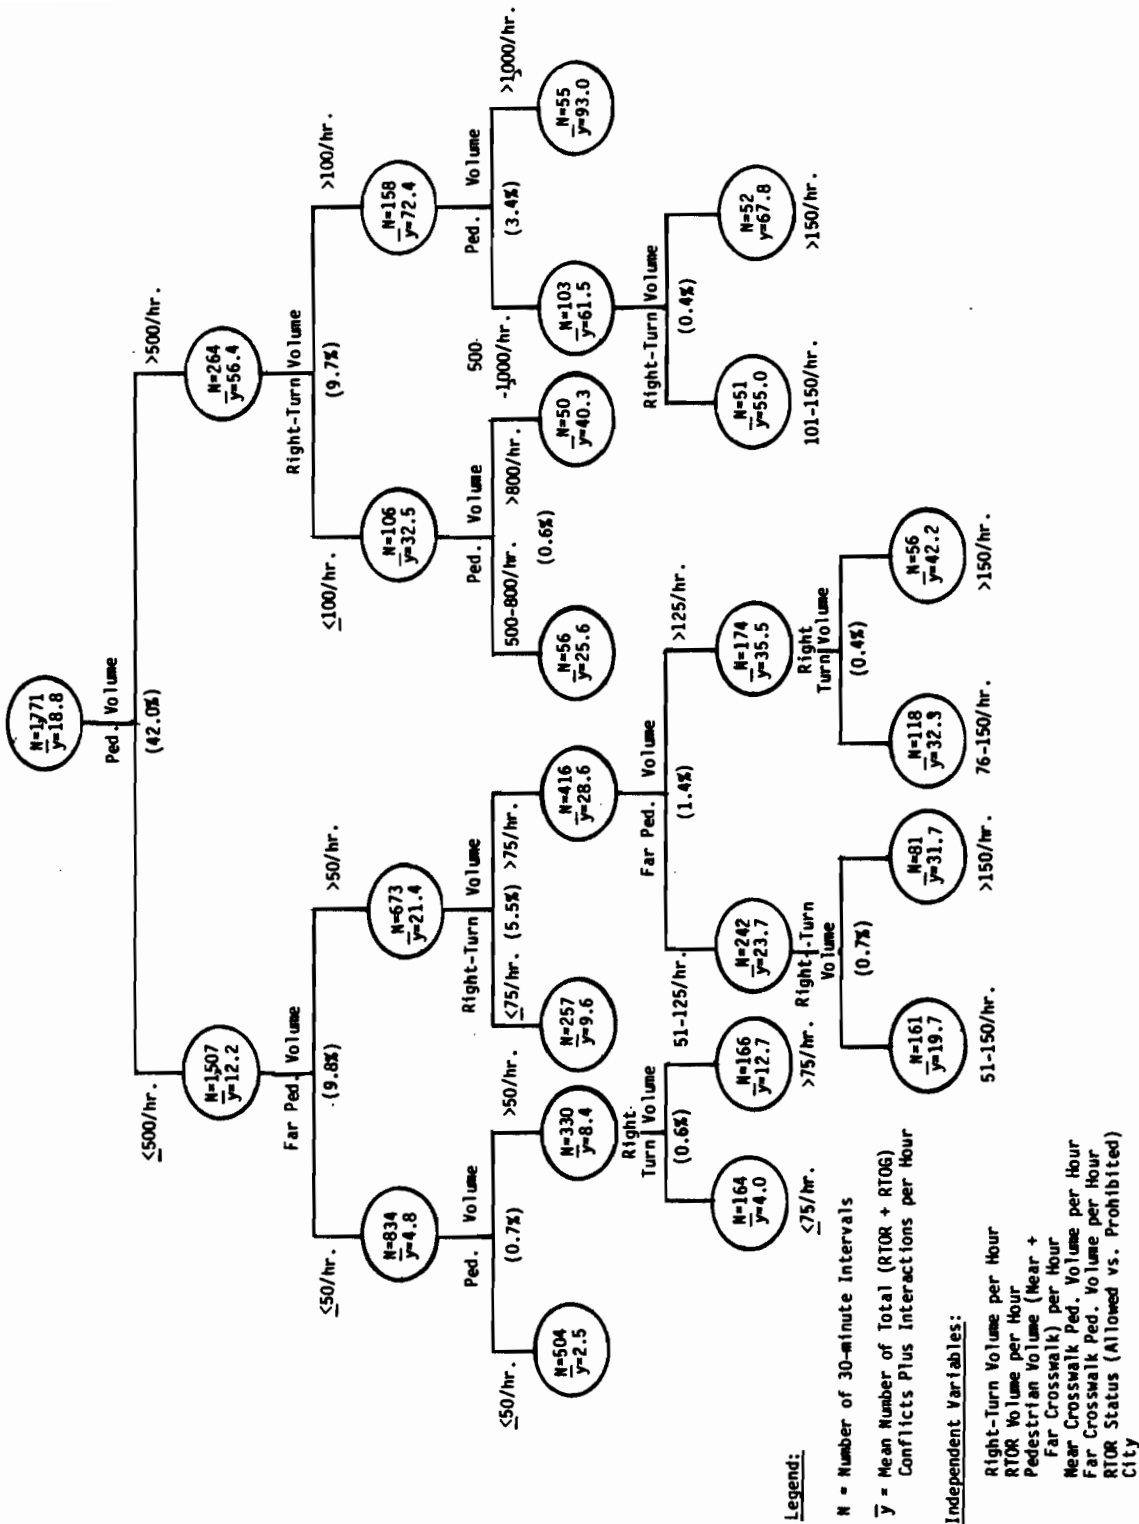 N=1771
y̅=18.8
Ped. Volume
(42.0%)
≤500/hr.
>500/hr.
N=1507
y̅=12.2
Far Ped. Volume
(9.8%)
N=264
y̅=56.4
Right-Turn Volume
(9.7%)
≤50/hr.
>50/hr.
≤100/hr.
>100/hr.
N=834
y̅=4.8
Ped. Volume
(0.7%)
N=673
y̅=21.4
Right-Turn Volume
≤75/hr. (5.5%) >75/hr.
N=106
y̅=32.5
Ped. Volume
500-800/hr. >800/hr.
(0.6%)
N=158
y̅=72.4
Ped. Volume
(3.4%)
500-
-1000/hr.
>1000/hr.
≤50/hr.
>50/hr.
N=504
y̅=2.5
N=330
y̅=8.4
Right-
Turn Volume
(0.6%)
N=257
y̅=9.6
N=416
y̅=28.6
Far Ped. Volume
(1.4%)
N=56
y̅=25.6
N=50
y̅=40.3
N=103
y̅=61.5
Right-Turn Volume
(0.4%)
N=55
y̅=93.0
51-125/hr.
>125/hr.
N=164
y̅=4.0
≤75/hr.
N=166
y̅=12.7
>75/hr.
N=242
y̅=23.7
Right-Turn
Volume
(0.7%)
N=174
y̅=35.5
Right
Turn Volume
(0.4%)
N=51
y̅=55.0
101-150/hr.
N=52
y̅=67.8
>150/hr.
N=161
y̅=19.7
51-150/hr.
N=81
y̅=31.7
>150/hr.
N=118
y̅=32.3
76-150/hr.
N=56
y̅=42.2
>150/hr.
Legend:
N = Number of 30-minute Intervals
y̅ = Mean Number of Total (RTOR + RTOG)
Conflicts Plus Interactions per Hour
Independent Variables:
Right-Turn Volume per Hour
RTOR Volume per Hour
Pedestrian Volume (Near +
Far Crosswalk) per Hour
Near Crosswalk Ped. Volume per Hour
Far Crosswalk Ped. Volume per Hour
RTOR Status (Allowed vs. Prohibited)
City